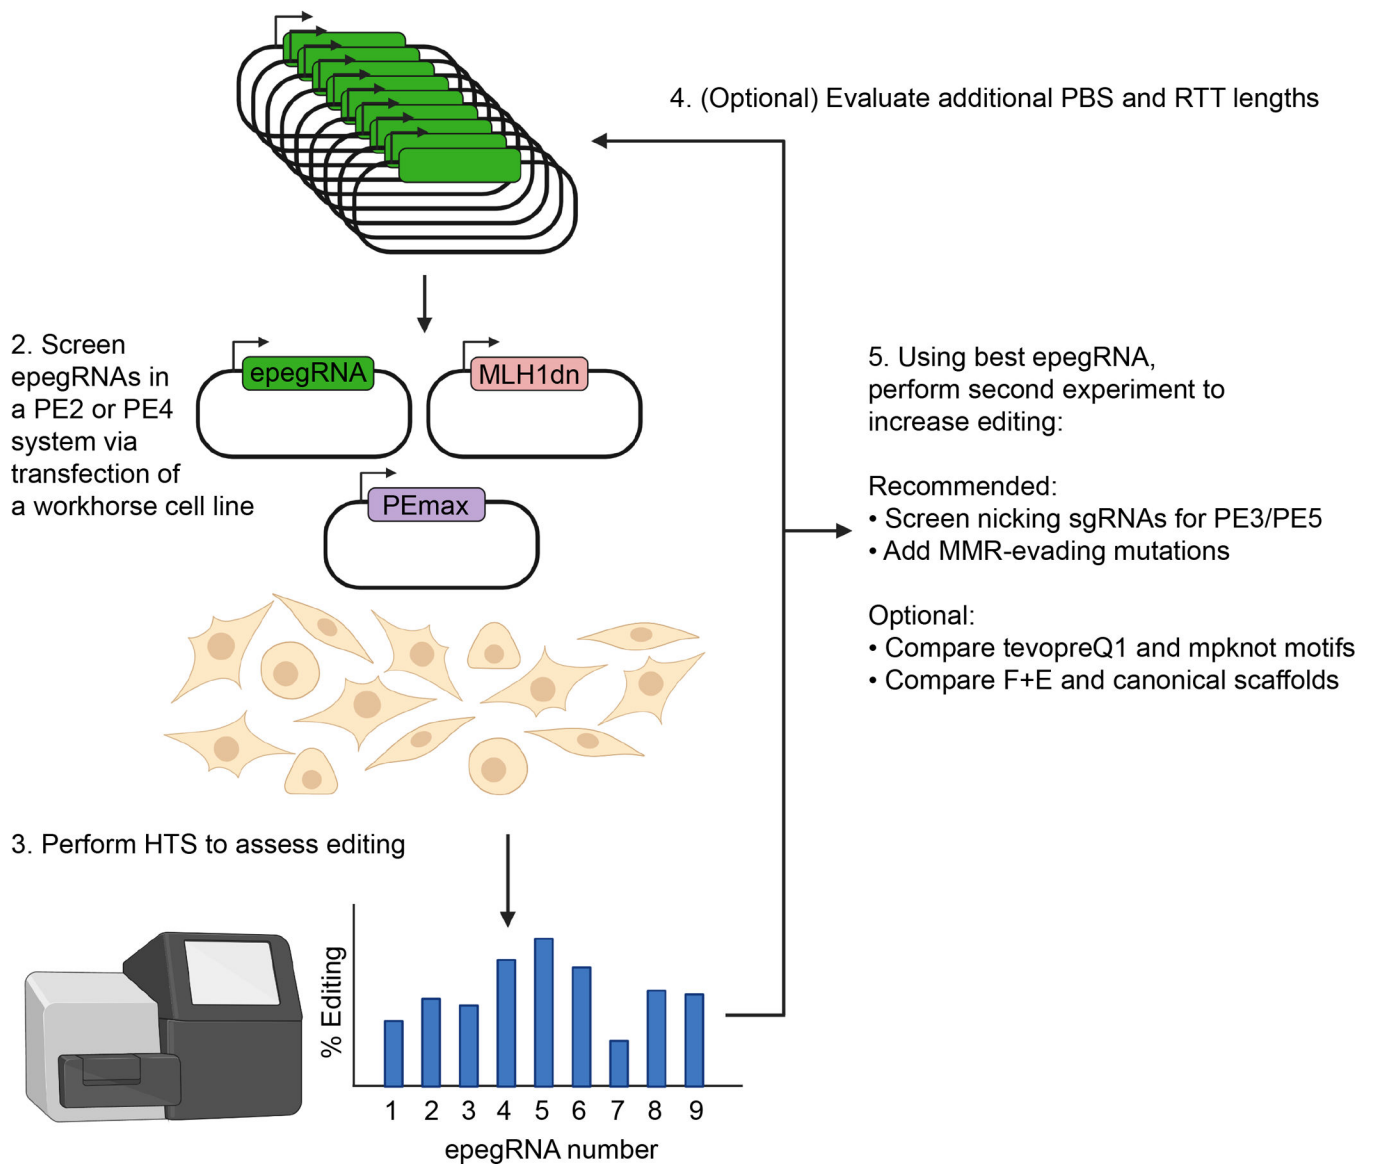 4. (Optional) Evaluate additional PBS and RTT lengths
2. Screen
epegRNAs in
a PE2 or PE4
system via
transfection of
a workhorse cell line
epegRNA
MLH1dn
PEmax
5. Using best epegRNA,
perform second experiment to
increase editing:
Recommended:
• Screen nicking sgRNAs for PE3/PE5
• Add MMR-evading mutations
Optional:
• Compare tevopreQ1 and mpknot motifs
• Compare F+E and canonical scaffolds
3. Perform HTS to assess editing
% Editing
1 2 3 4 5 6 7 8 9
epegRNA number